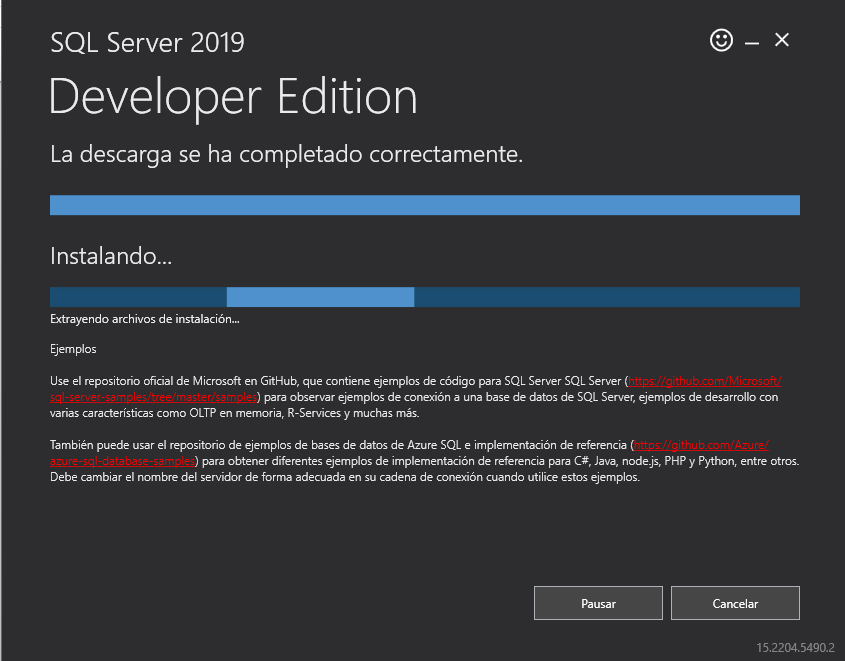 SQL Server 2019
Developer Edition
La descarga se ha completado correctamente.
Instalando...
Extrayendo archivos de instalación...
Ejemplos
Use el repositorio oficial de Microsoft en GitHub, que contiene ejemplos de código para SQL Server SQL Server (https://github.com/Microsoft/
sql-server-samples/tree/master/samples) para observar ejemplos de conexión a una base de datos de SQL Server, ejemplos de desarrollo con
varias características como OLTP en memoria, R-Services y muchas más.
También puede usar el repositorio de ejemplos de bases de datos de Azure SQL e implementación de referencia (https://github.com/Azure/
azure-sql-database-samples) para obtener diferentes ejemplos de implementación de referencia para C#, Java, node.js, PHP y Python, entre otros.
Debe cambiar el nombre del servidor de forma adecuada en su cadena de conexión cuando utilice estos ejemplos.
Pausar
Cancelar
15.2204.5490.2